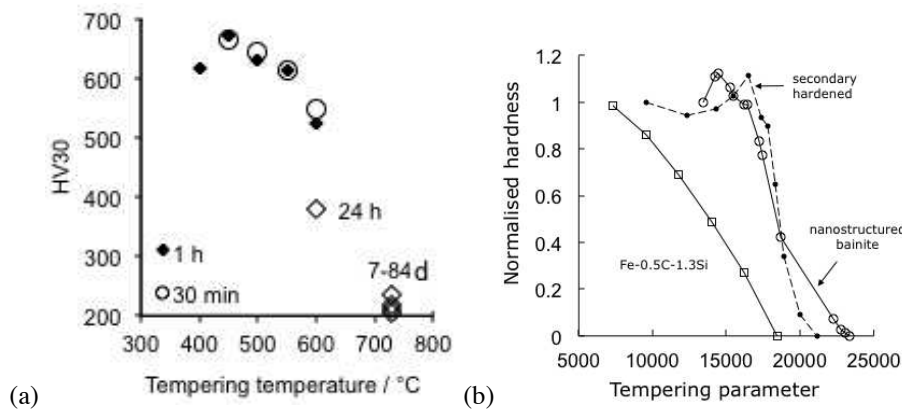 700
600
500
400
300
200
HV30
24 h
7-84 d
1 h
30 min
300 400 500 600 700 800
Tempering temperature / °C
(a)
1.2
1
0.8
0.6
0.4
0.2
0
Normalised hardness
secondary
hardened
nanostructured
bainite
Fe-0.5C-1.3Si
5000 10000 15000 20000 25000
Tempering parameter
(b)